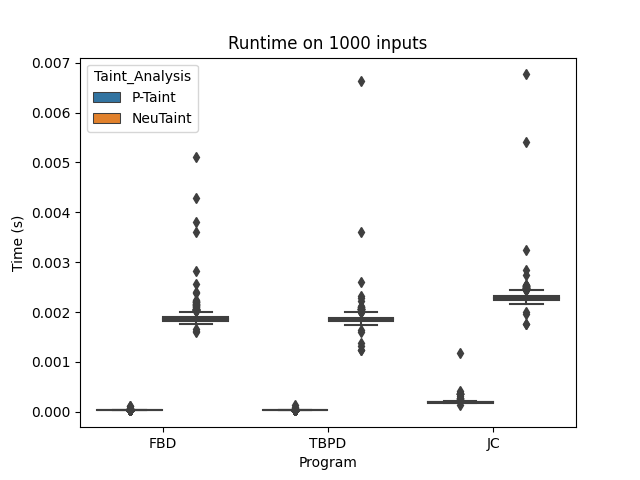 Runtime on 1000 inputs
Taint_Analysis
P-Taint
NeuTaint
0.007
0.006
0.005
0.004
0.003
0.002
0.001
0.000
Time (s)
FBD TBPD JC
Program